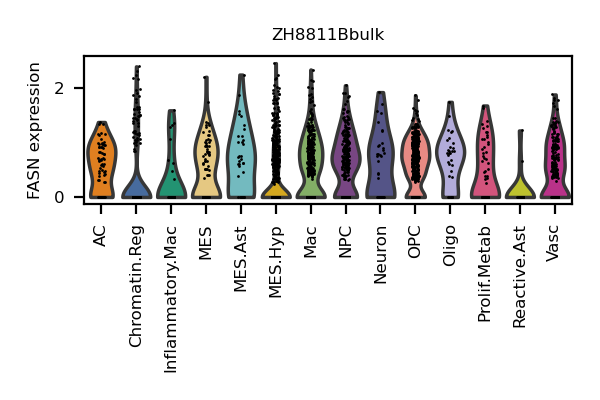 ZH8811Bbulk
FASN expression
2
0
AC
Chromatin.Reg
Inflammatory.Mac
MES
MES.Ast
MES.Hyp
Mac
NPC
Neuron
OPC
Oligo
Prolif.Metab
Reactive.Ast
Vasc